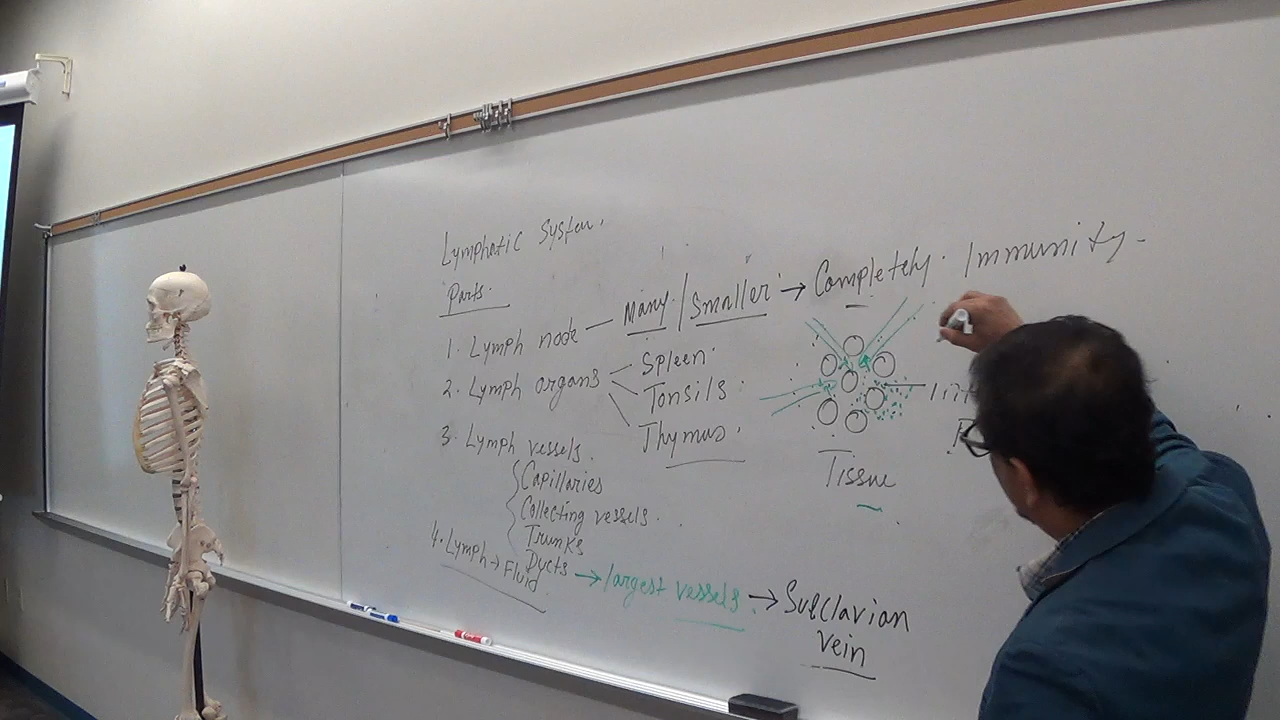 Lymphatic System.
Parts.
1. Lymph node — Many / Smaller → Completely. Immunity.
2. Lymph organs
Spleen.
Tonsils.
Thymus.
3. Lymph vessels.
Capillaries
Collecting vessels.
Trunks
Ducts → largest vessels. → Subclavian vein
4. Lymph → Fluid
Tissue